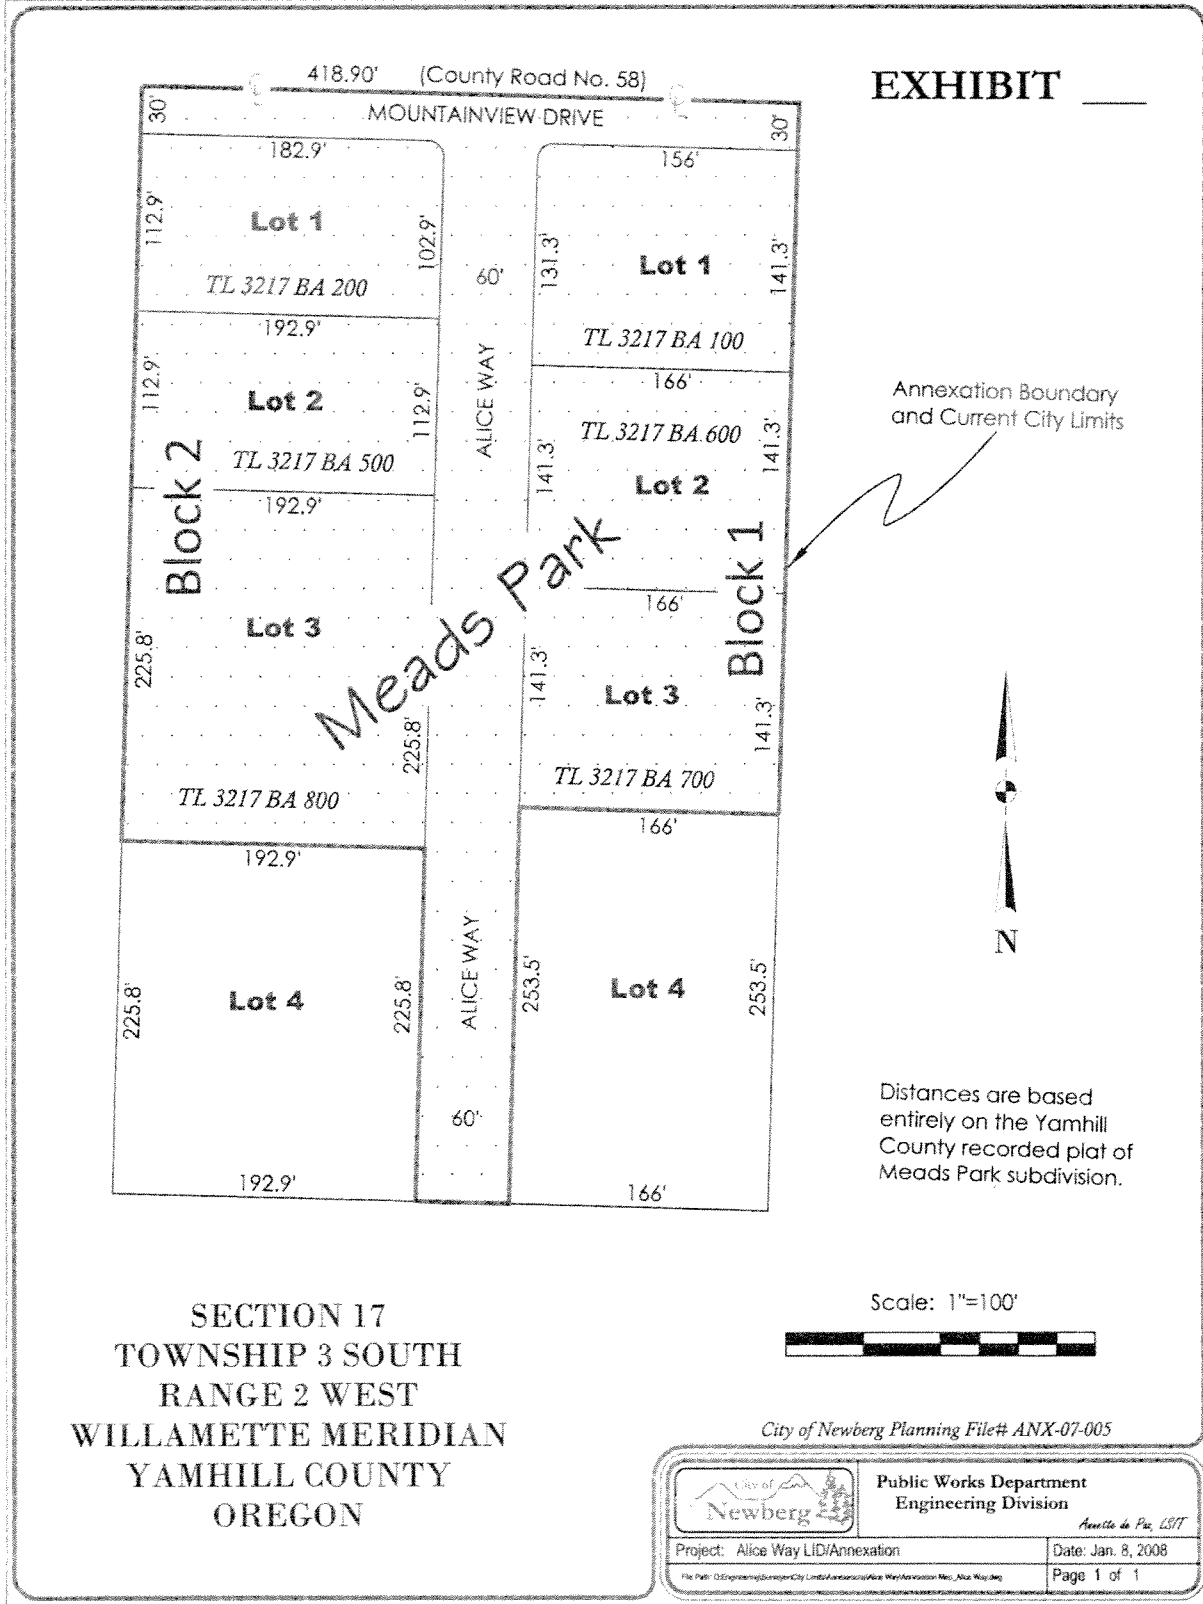 EXHIBIT ___
418.90' (County Road No. 58)
30'
MOUNTAINVIEW DRIVE
30'
182.9'
156'
112.9'
Lot 1
102.9'
TL 3217 BA 200
60'
131.3'
Lot 1
141.3'
TL 3217 BA 100
192.9'
166'
112.9'
Lot 2
112.9'
TL 3217 BA 500
ALICE WAY
TL 3217 BA 600
141.3'
Lot 2
141.3'
Annexation Boundary
and Current City Limits
Block 2
192.9'
Block 1
166'
Meads Park
Lot 3
225.8'
225.8'
TL 3217 BA 800
141.3'
Lot 3
141.3'
TL 3217 BA 700
192.9'
166'
225.8'
Lot 4
225.8'
ALICE WAY
253.5'
Lot 4
253.5'
60'
192.9'
166'
N
Distances are based
entirely on the Yamhill
County recorded plat of
Meads Park subdivision.
Scale: 1"=100'
SECTION 17
TOWNSHIP 3 SOUTH
RANGE 2 WEST
WILLAMETTE MERIDIAN
YAMHILL COUNTY
OREGON
City of Newberg Planning File# ANX-07-005
City of
Newberg
Public Works Department
Engineering Division
Annette de Paz, LSIT
Project: Alice Way LID/Annexation
Date: Jan. 8, 2008
File Path:
Page 1 of 1